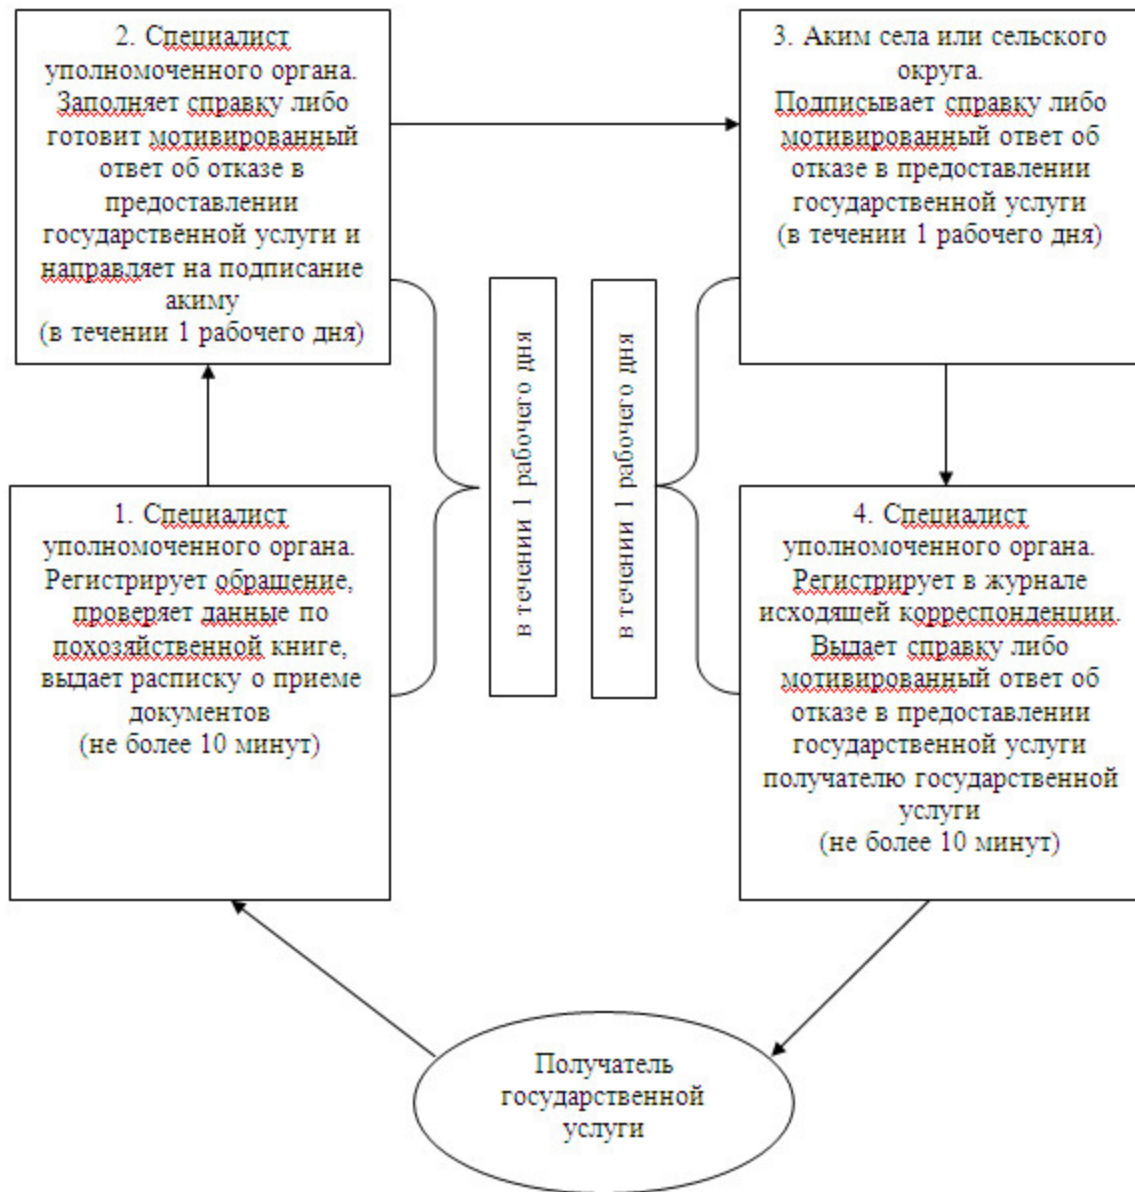 2. Специалист
уполномоченного органа.
Заполняет справку либо
готовит мотивированный
ответ об отказе в
предоставлении
государственной услуги и
направляет на подписание
акиму
(в течении 1 рабочего дня)
3. Аким села или сельского
округа.
Подписывает справку либо
мотивированный ответ об
отказе в предоставлении
государственной услуги
(в течении 1 рабочего дня)
в течении 1 рабочего дня
в течении 1 рабочего дня
1. Специалист
уполномоченного органа.
Регистрирует обращение,
проверяет данные по
похозяйственной книге,
выдает расписку о приеме
документов
(не более 10 минут)
4. Специалист
уполномоченного органа.
Регистрирует в журнале
исходящей корреспонденции.
Выдает справку либо
мотивированный ответ об
отказе в предоставлении
государственной услуги
получателю государственной
услуги
(не более 10 минут)
Получатель
государственной
услуги